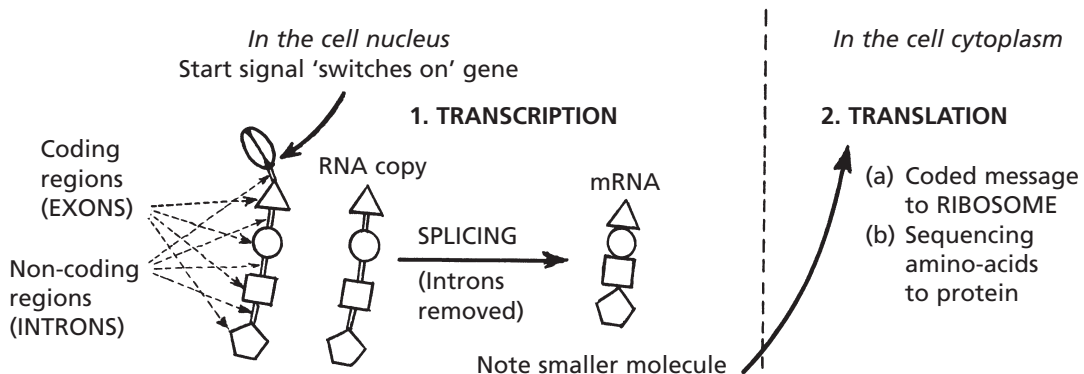 In the cell nucleus
Start signal ‘switches on’ gene
In the cell cytoplasm
1. TRANSCRIPTION
2. TRANSLATION
Coding
regions
(EXONS)
RNA copy
mRNA
(a) Coded message
to RIBOSOME
(b) Sequencing
amino-acids
to protein
SPLICING
(Introns
removed)
Non-coding
regions
(INTRONS)
Note smaller molecule